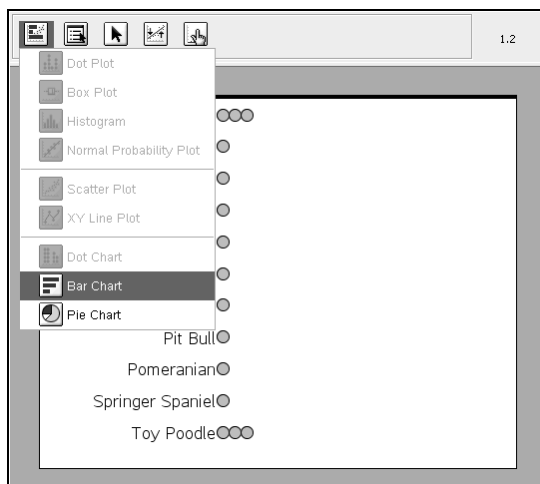 1.2
Dot Plot
Box Plot
Histogram
Normal Probability Plot
Scatter Plot
XY Line Plot
Dot Chart
Bar Chart
Pie Chart
Pit Bull
Pomeranian
Springer Spaniel
Toy Poodle